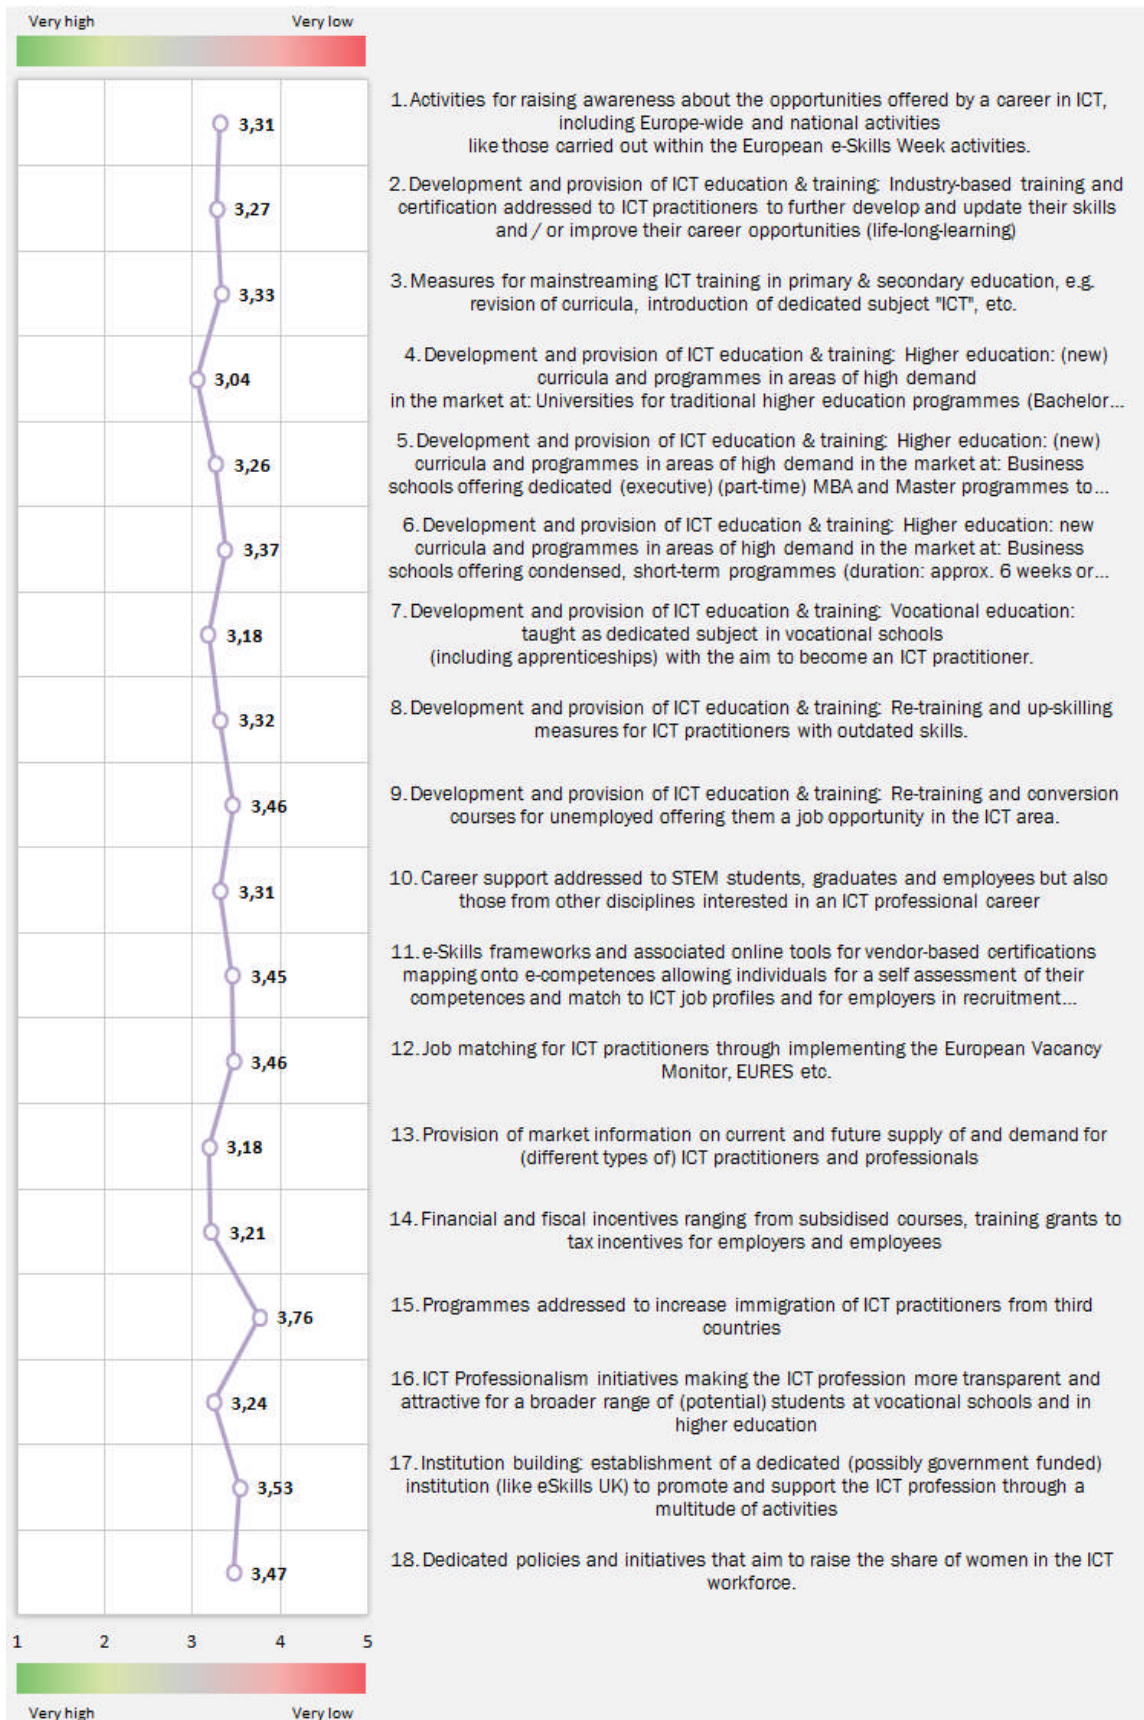 Very high Very low
3,31
1. Activities for raising awareness about the opportunities offered by a career in ICT,
including Europe-wide and national activities
like those carried out within the European e-Skills Week activities.
3,27
2. Development and provision of ICT education & training: Industry-based training and
certification addressed to ICT practitioners to further develop and update their skills
and / or improve their career opportunities (life-long-learning)
3,33
3. Measures for mainstreaming ICT training in primary & secondary education, e.g.
revision of curricula, introduction of dedicated subject "ICT", etc.
3,04
4. Development and provision of ICT education & training: Higher education: (new)
curricula and programmes in areas of high demand
in the market at: Universities for traditional higher education programmes (Bachelor...
3,26
5. Development and provision of ICT education & training: Higher education: (new)
curricula and programmes in areas of high demand in the market at: Business
schools offering dedicated (executive) (part-time) MBA and Master programmes to...
3,37
6. Development and provision of ICT education & training: Higher education: new
curricula and programmes in areas of high demand in the market at: Business
schools offering condensed, short-term programmes (duration: approx. 6 weeks or...
3,18
7. Development and provision of ICT education & training: Vocational education:
taught as dedicated subject in vocational schools
(including apprenticeships) with the aim to become an ICT practitioner.
3,32
8. Development and provision of ICT education & training: Re-training and up-skilling
measures for ICT practitioners with outdated skills.
3,46
9. Development and provision of ICT education & training: Re-training and conversion
courses for unemployed offering them a job opportunity in the ICT area.
3,31
10. Career support addressed to STEM students, graduates and employees but also
those from other disciplines interested in an ICT professional career
3,45
11. e-Skills frameworks and associated online tools for vendor-based certifications
mapping onto e-competences allowing individuals for a self assessment of their
competences and match to ICT job profiles and for employers in recruitment...
3,46
12. Job matching for ICT practitioners through implementing the European Vacancy
Monitor, EURES etc.
3,18
13. Provision of market information on current and future supply of and demand for
(different types of) ICT practitioners and professionals
3,21
14. Financial and fiscal incentives ranging from subsidised courses, training grants to
tax incentives for employers and employees
3,76
15. Programmes addressed to increase immigration of ICT practitioners from third
countries
3,24
16. ICT Professionalism initiatives making the ICT profession more transparent and
attractive for a broader range of (potential) students at vocational schools and in
higher education
3,53
17. Institution building: establishment of a dedicated (possibly government funded)
institution (like eSkills UK) to promote and support the ICT profession through a
multitude of activities
3,47
18. Dedicated policies and initiatives that aim to raise the share of women in the ICT
workforce.
1 2 3 4 5
Very high Very low